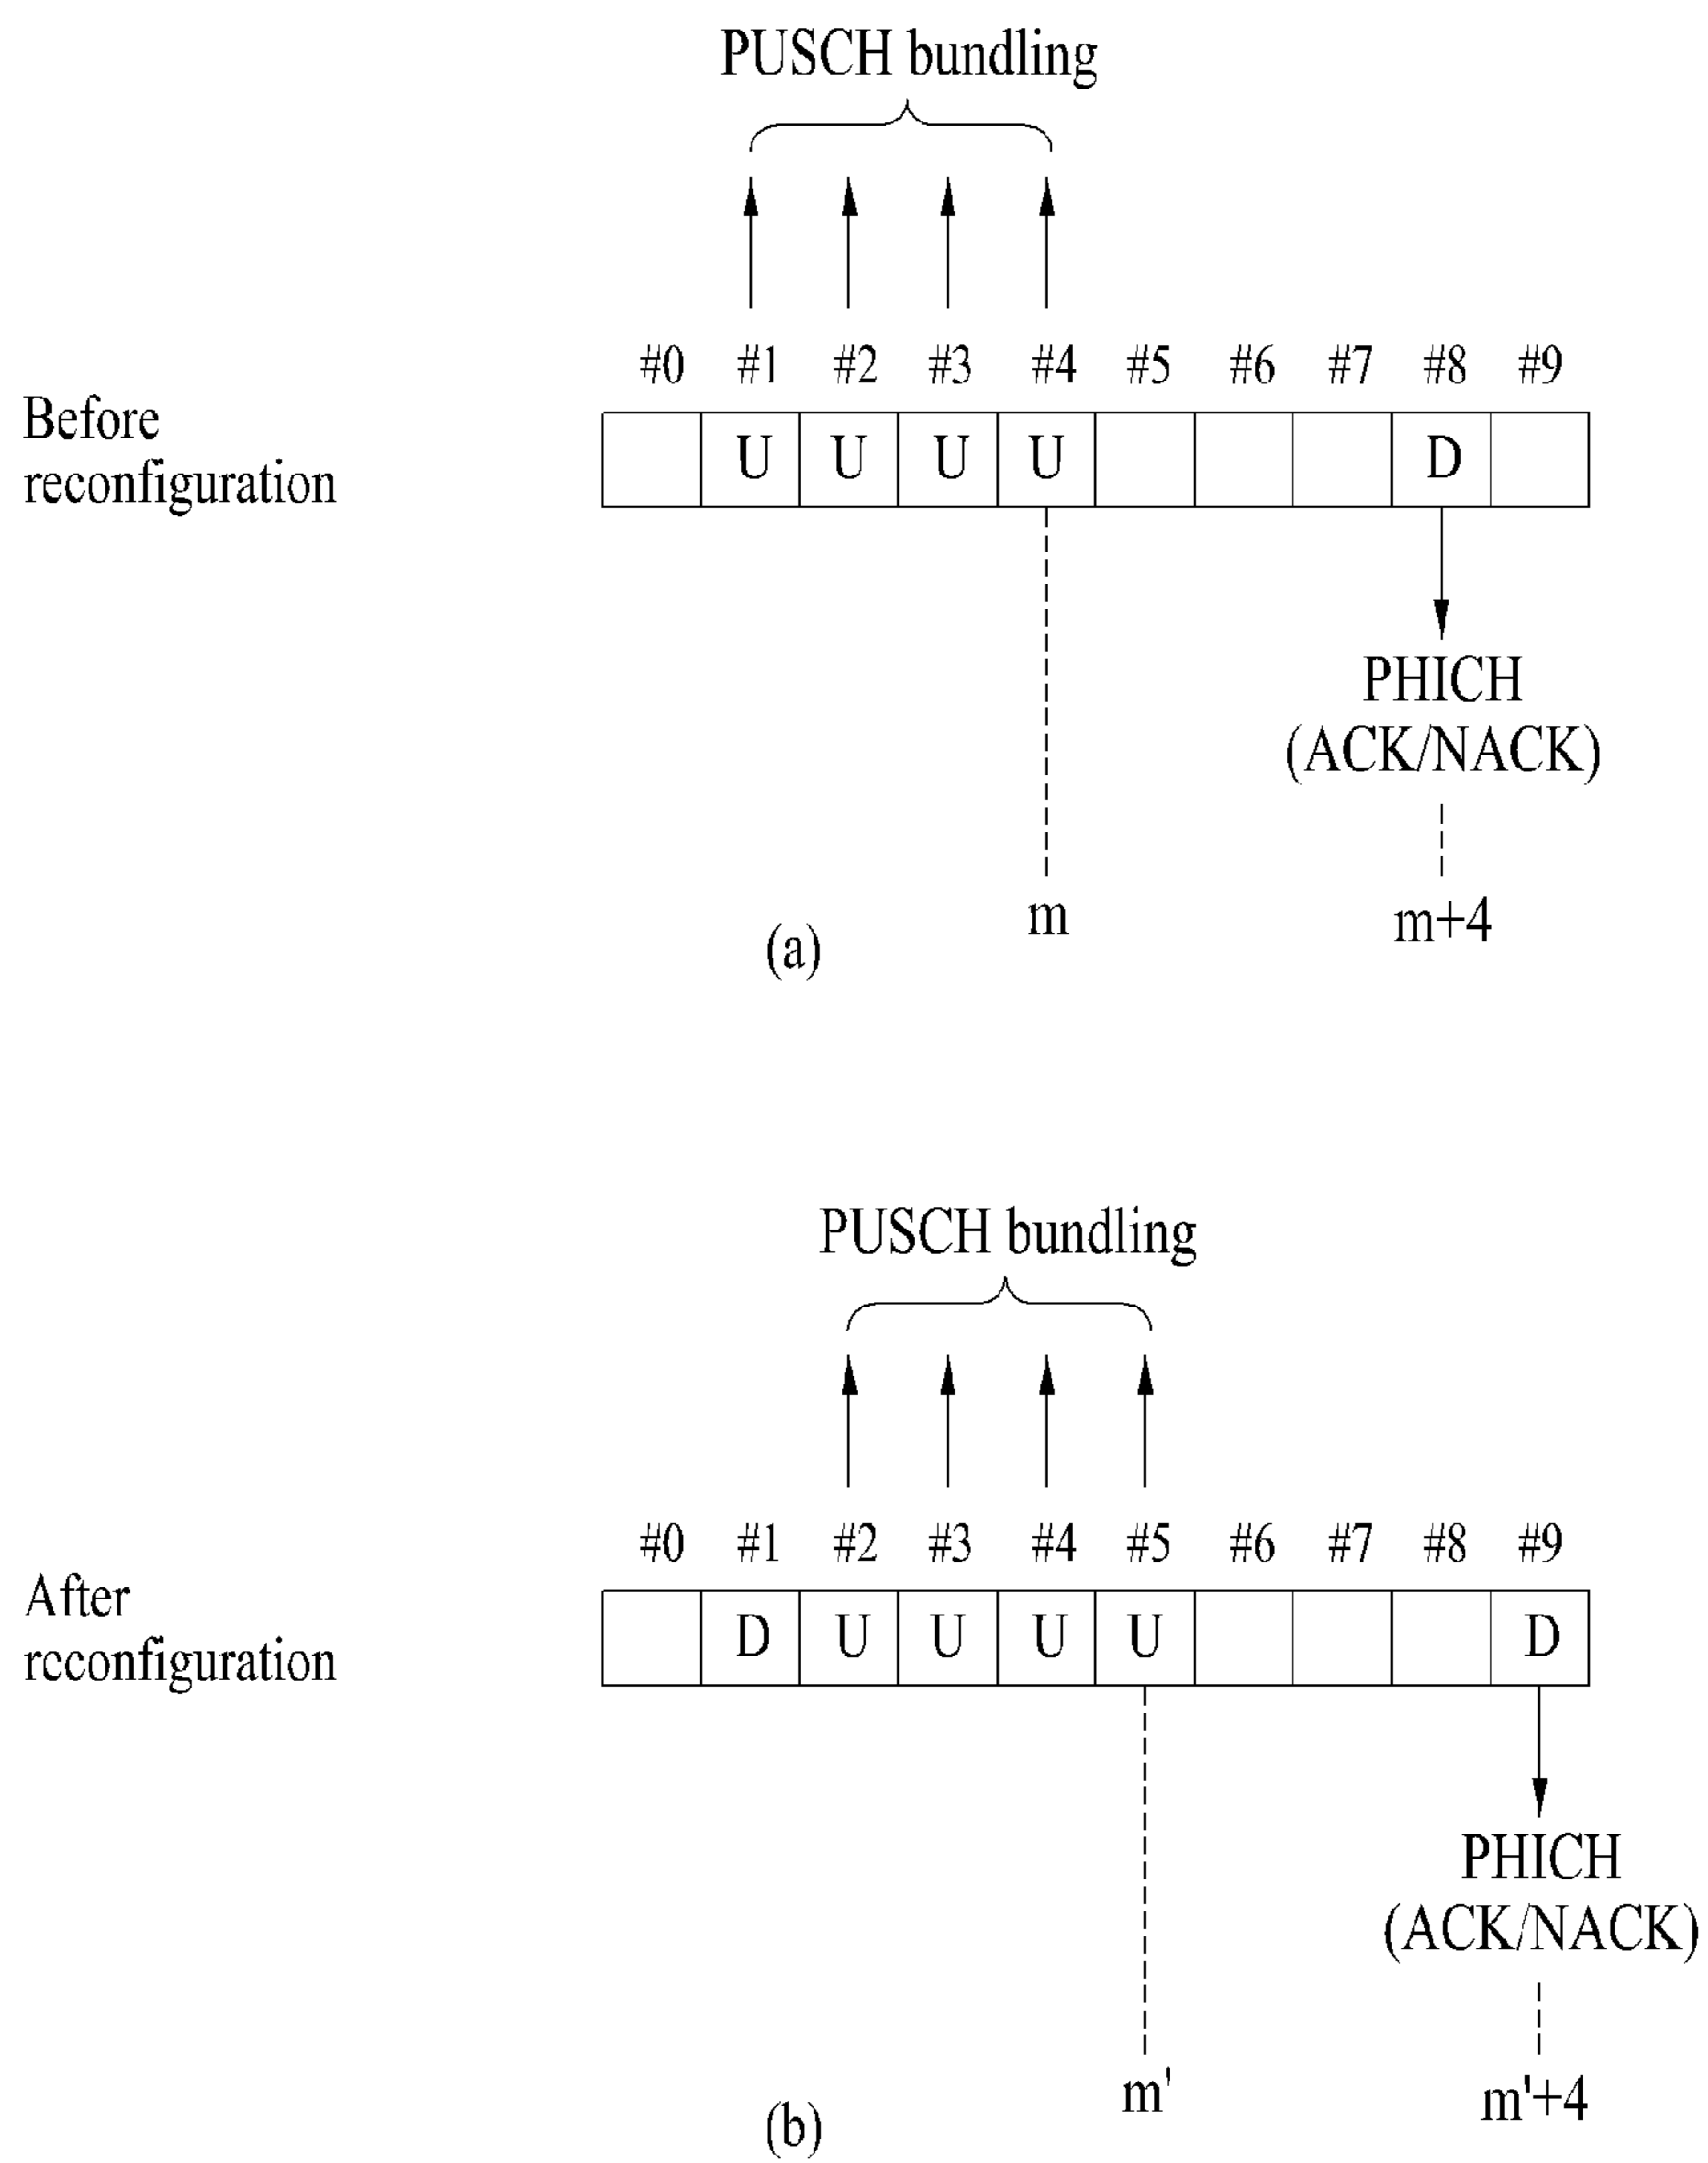 PUSCH bundling
#0 #1 #2 #3 #4 #5 #6 #7 #8 #9
Before
reconfiguration
U U U U D
PHICH
(ACK/NACK)
m m+4
(a)
PUSCH bundling
#0 #1 #2 #3 #4 #5 #6 #7 #8 #9
After
rcconfiguration
D U U U U D
PHICH
(ACK/NACK)
m' m'+4
(b)